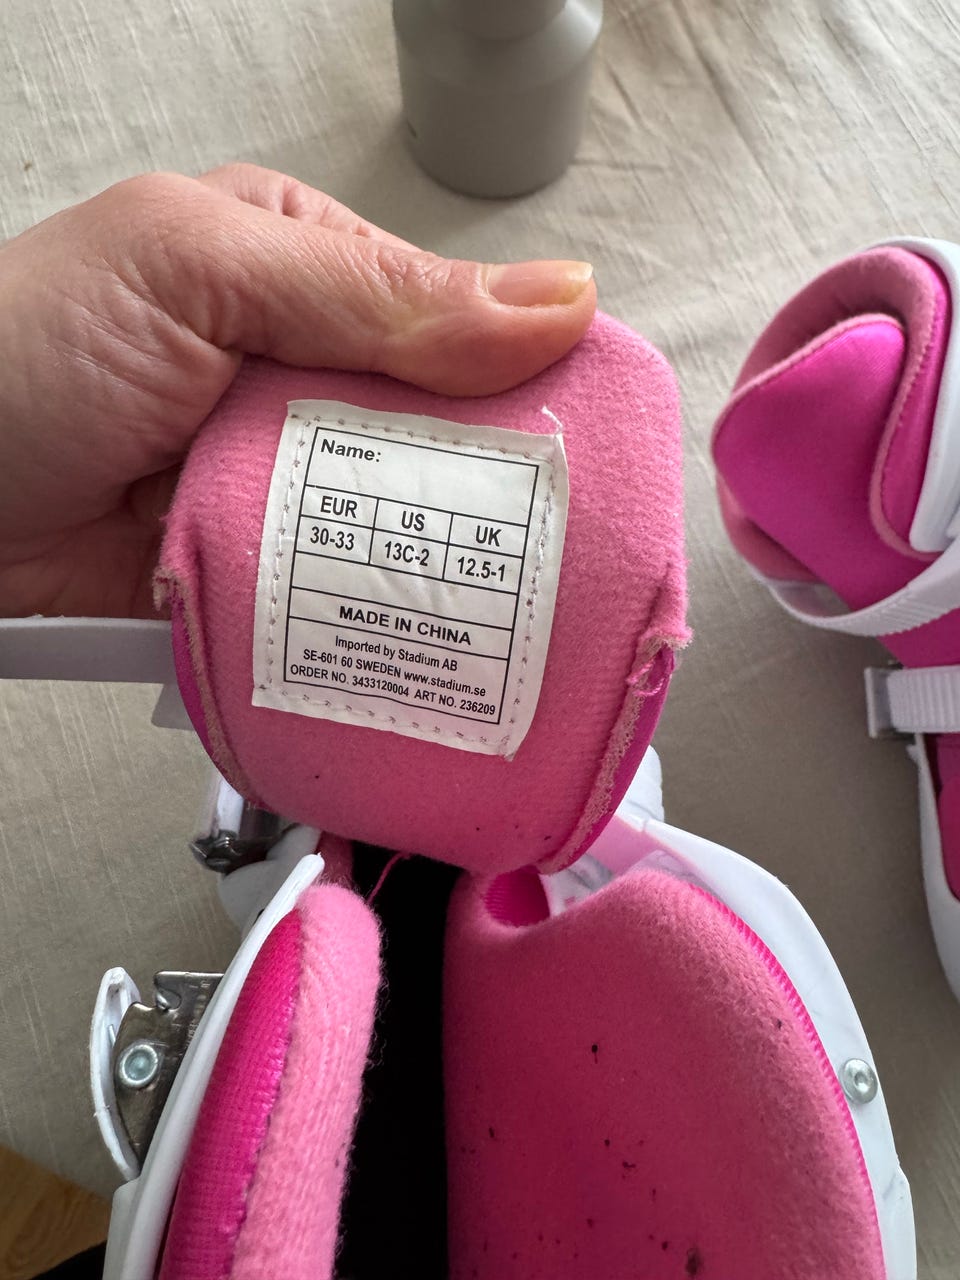 Name:
EUR US UK
30-33 13C-2 12.5-1
MADE IN CHINA
Imported by Stadium AB
SE-601 60 SWEDEN www.stadium.se
ORDER NO. 3433120004 ART NO. 236209